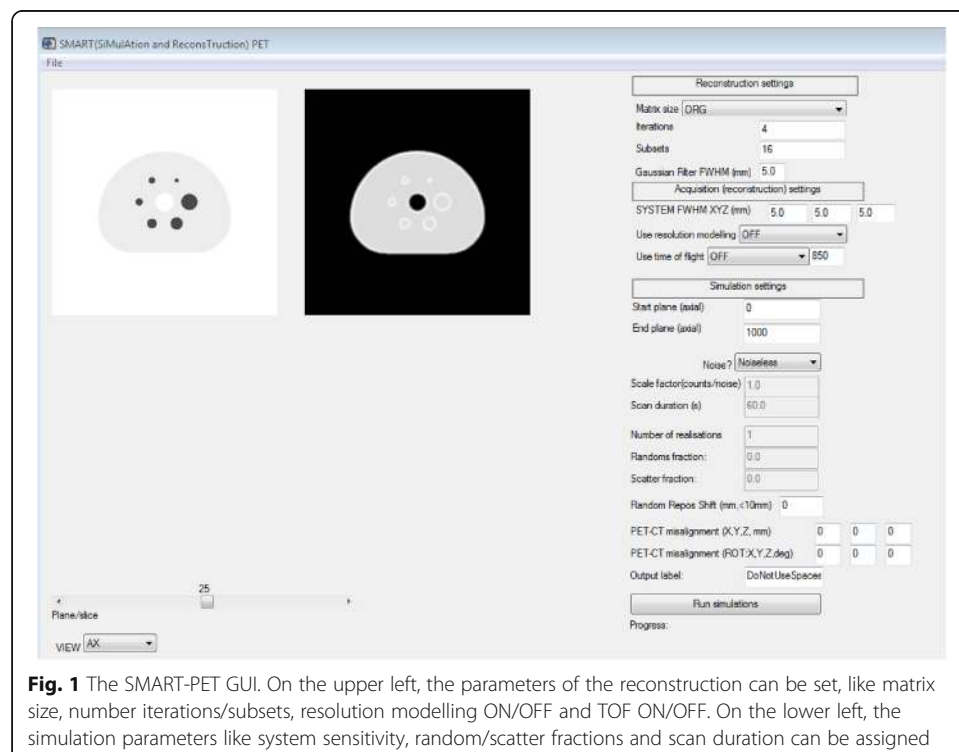 SMART(SiMulAtion and ReconsTruction) PET
File
Reconstruction settings
Matrix size ORG
Iterations 4
Subsets 16
Gaussian Filter FWHM (mm) 5.0
Acquisition (reconstruction) settings
SYSTEM FWHM XYZ (mm) 5.0 5.0 5.0
Use resolution modelling OFF
Use time of flight OFF 850
Simulation settings
Start plane (axial) 0
End plane (axial) 1000
Noise? Noiseless
Scale factor(counts/noise) 1.0
Scan duration (s) 60.0
Number of realisations 1
Randoms fraction: 0.0
Scatter fraction: 0.0
Random Repos Shift (mm,<10mm) 0
PET-CT misalignment (X,Y,Z, mm) 0 0 0
PET-CT misalignment (ROT:X,Y,Z,deg) 0 0 0
Output label: DoNotUseSpaces
Run simulations
Progress:
25
Plane/slice
VIEW AX
Fig. 1 The SMART-PET GUI. On the upper left, the parameters of the reconstruction can be set, like matrix
size, number iterations/subsets, resolution modelling ON/OFF and TOF ON/OFF. On the lower left, the
simulation parameters like system sensitivity, random/scatter fractions and scan duration can be assigned